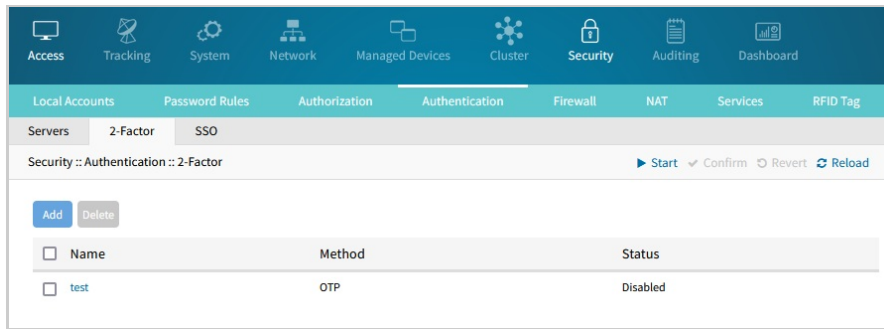 Access Tracking System Network Managed Devices Cluster Security Auditing Dashboard
Local Accounts Password Rules Authorization Authentication Firewall NAT Services RFID Tag
Servers 2-Factor SSO
Security :: Authentication :: 2-Factor Start Confirm Revert Reload
Add Delete
Name Method Status
test OTP Disabled